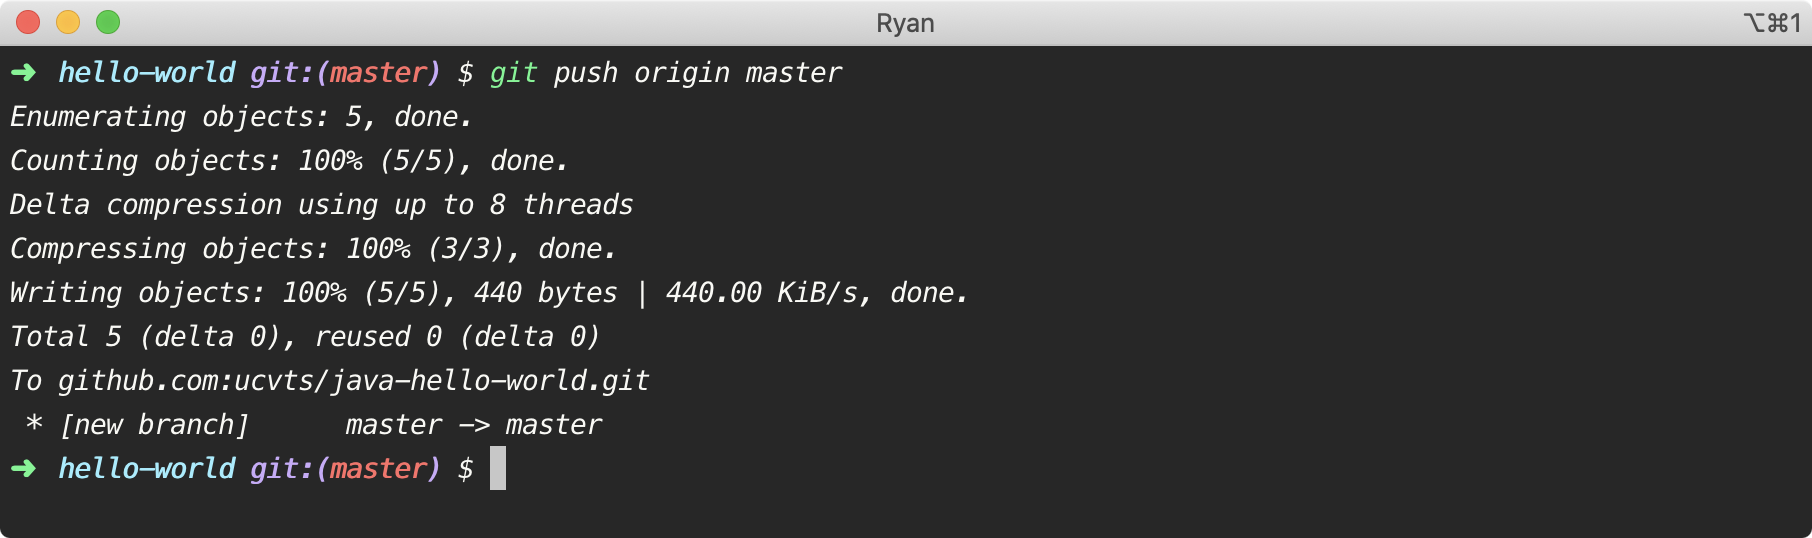 Ryan
⌥⌘1
➜ hello-world git:(master) $ git push origin master
Enumerating objects: 5, done.
Counting objects: 100% (5/5), done.
Delta compression using up to 8 threads
Compressing objects: 100% (3/3), done.
Writing objects: 100% (5/5), 440 bytes | 440.00 KiB/s, done.
Total 5 (delta 0), reused 0 (delta 0)
To github.com:ucvts/java-hello-world.git
 * [new branch]      master -> master
➜ hello-world git:(master) $